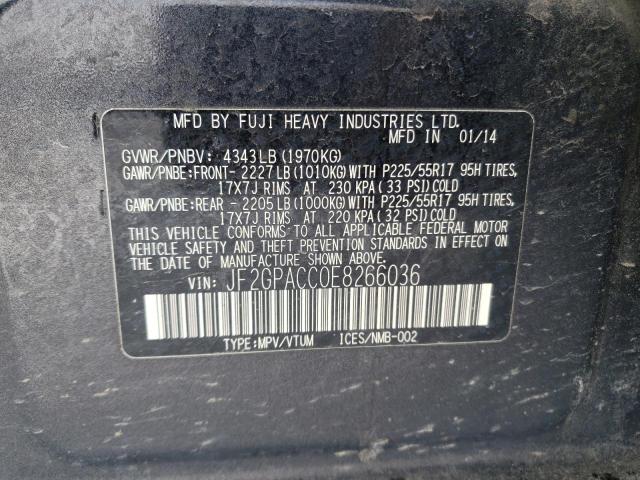 MFD BY FUJI HEAVY INDUSTRIES LTD.
MFD IN 01/14
GVWR/PNBV: 4343LB(1970KG)
GAWR/PNBE:FRONT- 2227LB(1010KG)WITH P225/55R17 95H TIRES,
17X7J RIMS AT 230 KPA(33 PSI)COLD
GAWR/PNBE:REAR - 2205LB(1000KG)WITH P225/55R17 95H TIRES,
17X7J RIMS AT 220 KPA(32 PSI)COLD
THIS VEHICLE CONFORMS TO ALL APPLICABLE FEDERAL MOTOR
VEHICLE SAFETY AND THEFT PREVENTION STANDARDS IN EFFECT ON
THE DATE OF MANUFACTURE SHOWN ABOVE.
VIN: JF2GPACC0E8266036
TYPE:MPV/VTUM ICES/NMB-002